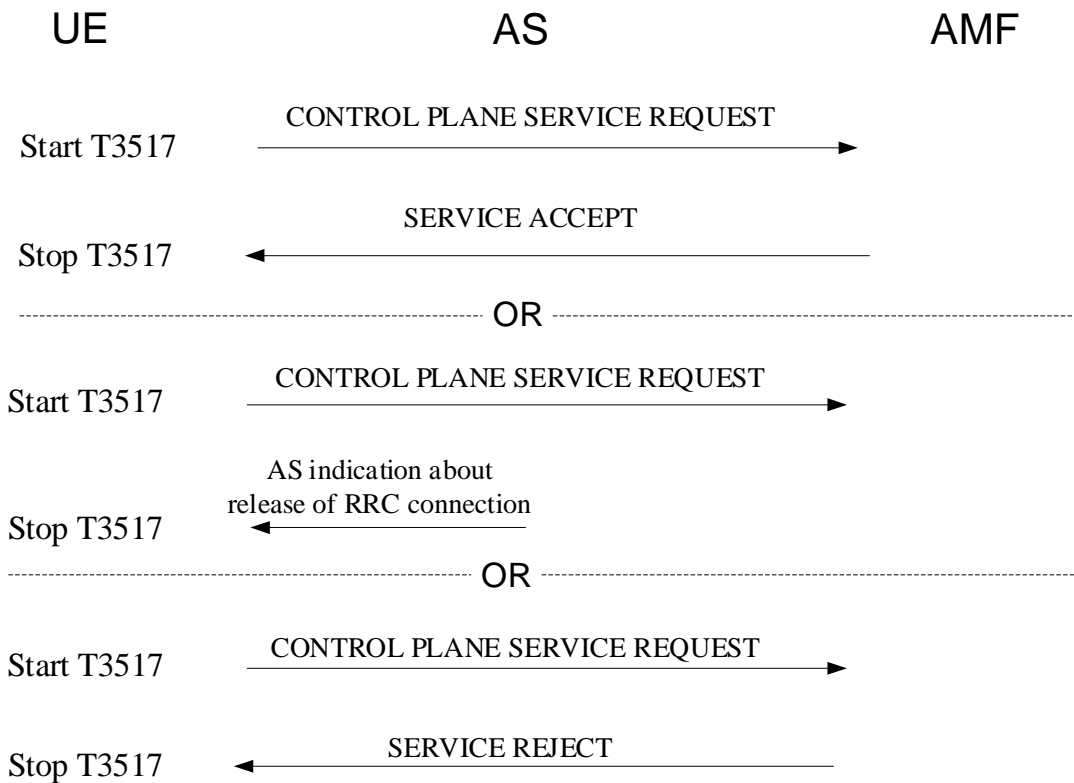 UE AS AMF
CONTROL PLANE SERVICE REQUEST
Start T3517
SERVICE ACCEPT
Stop T3517
OR
CONTROL PLANE SERVICE REQUEST
Start T3517
AS indication about
release of RRC connection
Stop T3517
OR
CONTROL PLANE SERVICE REQUEST
Start T3517
SERVICE REJECT
Stop T3517